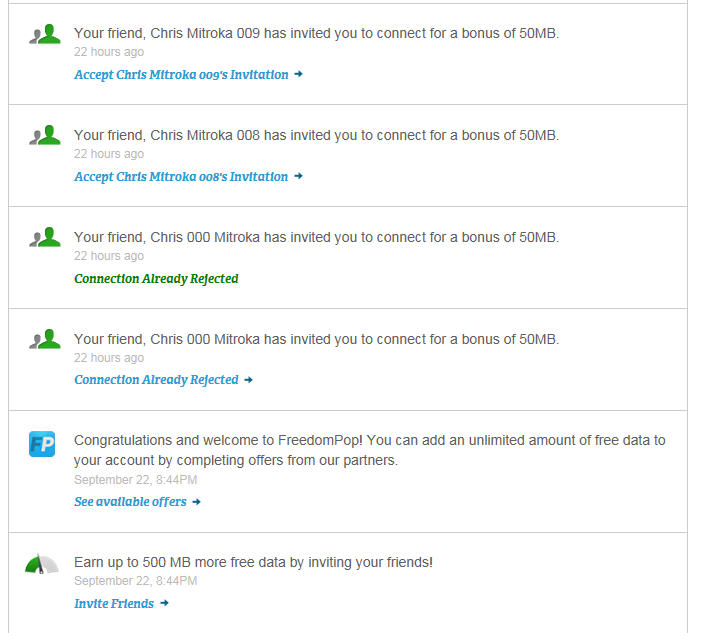 Your friend, Chris Mitroka 009 has invited you to connect for a bonus of 50MB.
22 hours ago
Accept Chris Mitroka 009's Invitation
Your friend, Chris Mitroka 008 has invited you to connect for a bonus of 50MB.
22 hours ago
Accept Chris Mitroka 008's Invitation
Your friend, Chris 000 Mitroka has invited you to connect for a bonus of 50MB.
22 hours ago
Connection Already Rejected
Your friend, Chris 000 Mitroka has invited you to connect for a bonus of 50MB.
22 hours ago
Connection Already Rejected
FP
Congratulations and welcome to FreedomPop! You can add an unlimited amount of free data to
your account by completing offers from our partners.
September 22, 8:44PM
See available offers
Earn up to 500 MB more free data by inviting your friends!
September 22, 8:44PM
Invite Friends